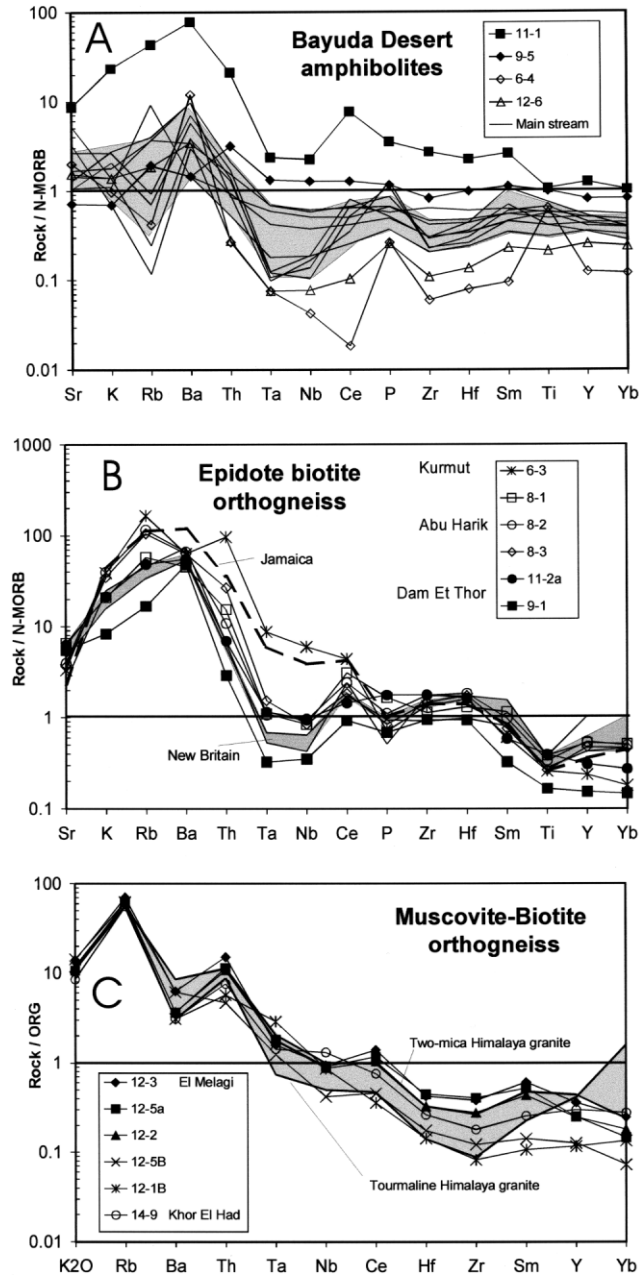 A
Bayuda Desert
amphibolites
11-1
9-5
6-4
12-6
Main stream
Rock / N-MORB
100
10
1
0.1
0.01
Sr K Rb Ba Th Ta Nb Ce P Zr Hf Sm Ti Y Yb
B
Epidote biotite
orthogneiss
Kurmut
Abu Harik
Dam Et Thor
6-3
8-1
8-2
8-3
11-2a
9-1
Jamaica
New Britain
Rock / N-MORB
1000
100
10
1
0.1
Sr K Rb Ba Th Ta Nb Ce P Zr Hf Sm Ti Y Yb
C
Muscovite-Biotite
orthogneiss
Two-mica Himalaya granite
Tourmaline Himalaya granite
12-3 El Melagi
12-5a
12-2
12-5B
12-1B
14-9 Khor El Had
Rock / ORG
100
10
1
0.1
0.01
K2O Rb Ba Th Ta Nb Ce Hf Zr Sm Y Yb